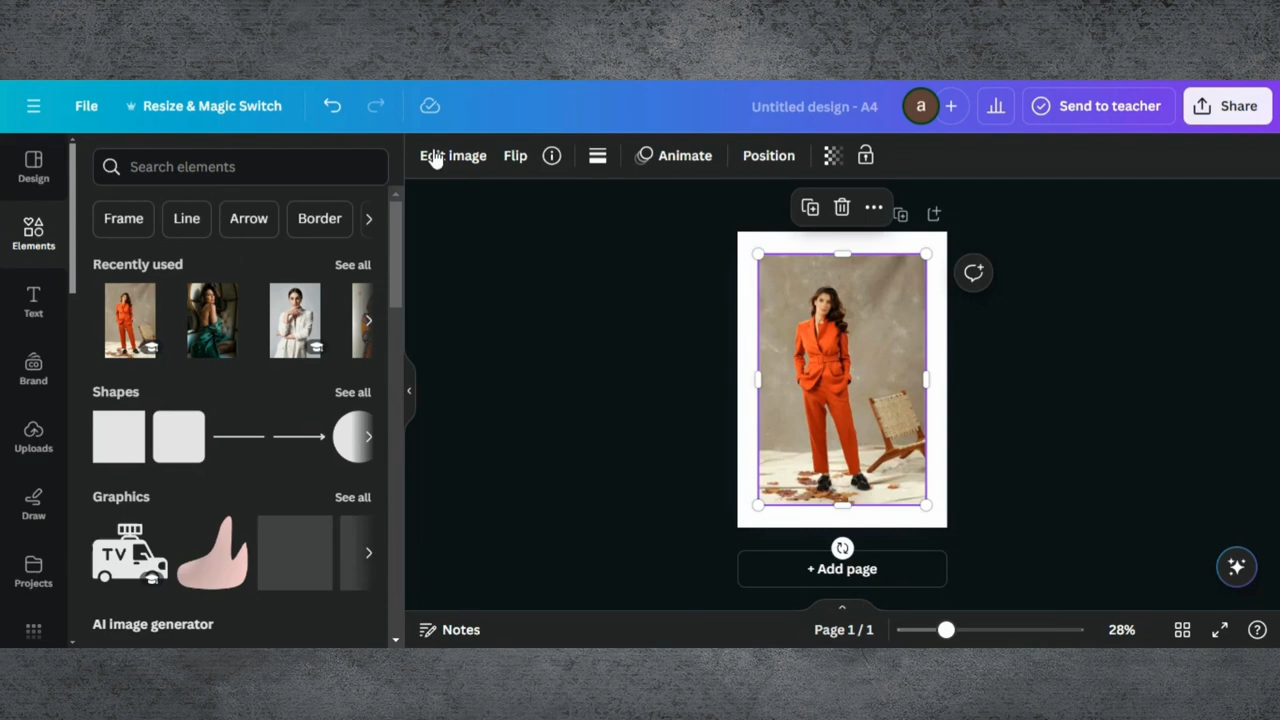 File
Resize & Magic Switch
Untitled design - A4
a
+
Send to teacher
Share
Design
Elements
Text
Brand
Uploads
Draw
Projects
Search elements
Frame
Line
Arrow
Border
Recently used
See all
Shapes
See all
Graphics
See all
TV
AI image generator
Edit image
Flip
Animate
Position
+ Add page
Notes
Page 1 / 1
28%